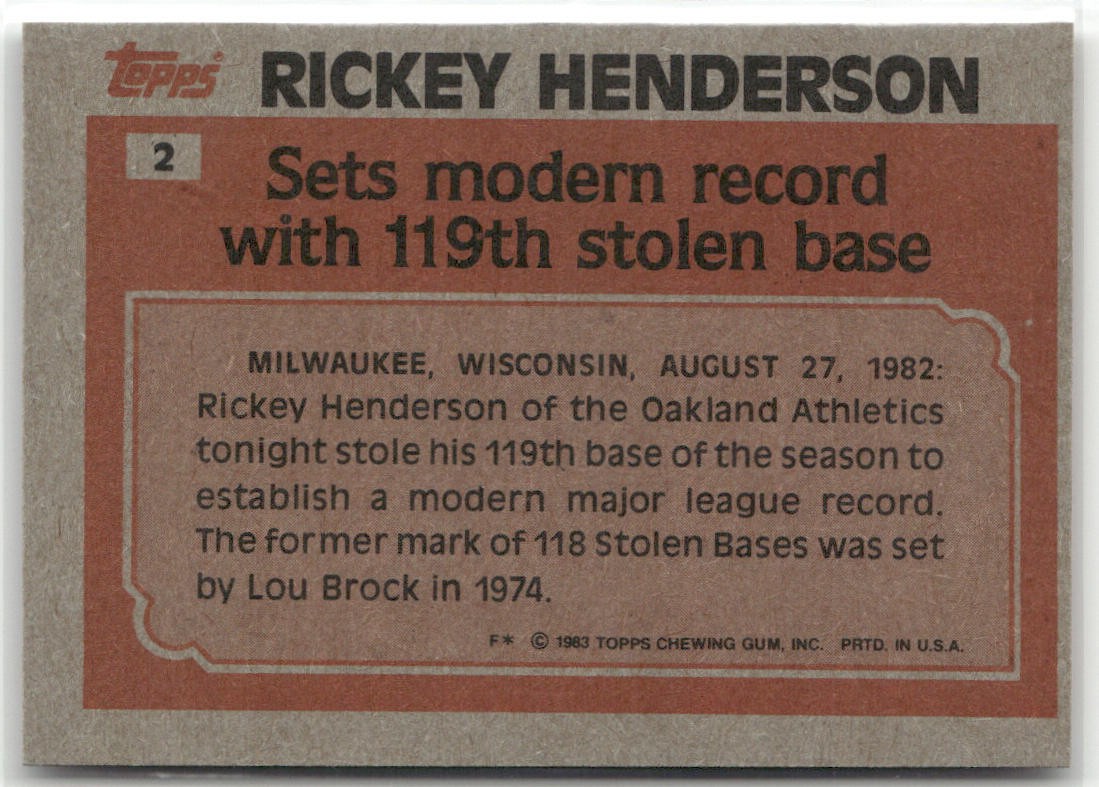 Topps RICKEY HENDERSON
2
Sets modern record
with 119th stolen base
MILWAUKEE, WISCONSIN, AUGUST 27, 1982:
Rickey Henderson of the Oakland Athletics
tonight stole his 119th base of the season to
establish a modern major league record.
The former mark of 118 Stolen Bases was set
by Lou Brock in 1974.
F* © 1983 TOPPS CHEWING GUM, INC. PRTD. IN U.S.A.